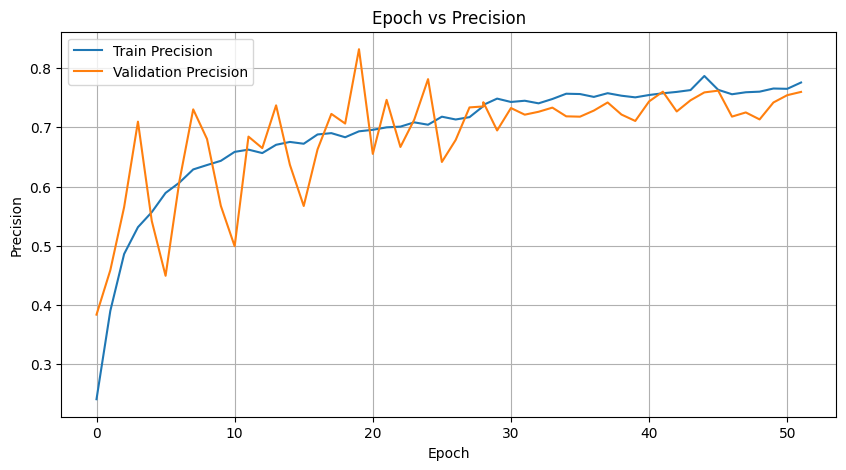 Epoch vs Precision
Train Precision
Validation Precision
Precision
0.8
0.7
0.6
0.5
0.4
0.3
0
10
20
30
40
50
Epoch